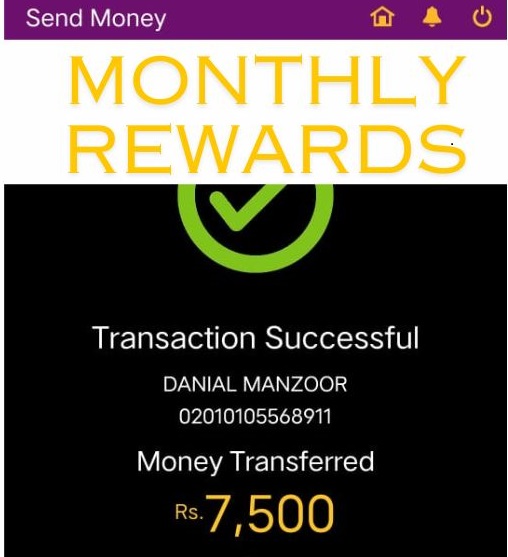 Send Money
MONTHLY
REWARDS
Transaction Successful
DANIAL MANZOOR
02010105568911
Money Transferred
Rs.7,500